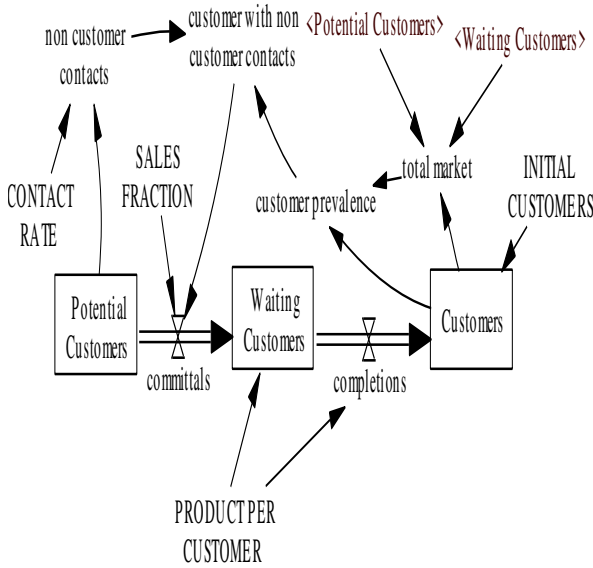 non customer
contacts
customer with non
customer contacts
<Potential Customers>
<Waiting Customers>
SALES
FRACTION
total market
INITIAL
CUSTOMERS
CONTACT
RATE
customer prevalence
Potential
Customers
Waiting
Customers
Customers
committals
completions
PRODUCT PER
CUSTOMER